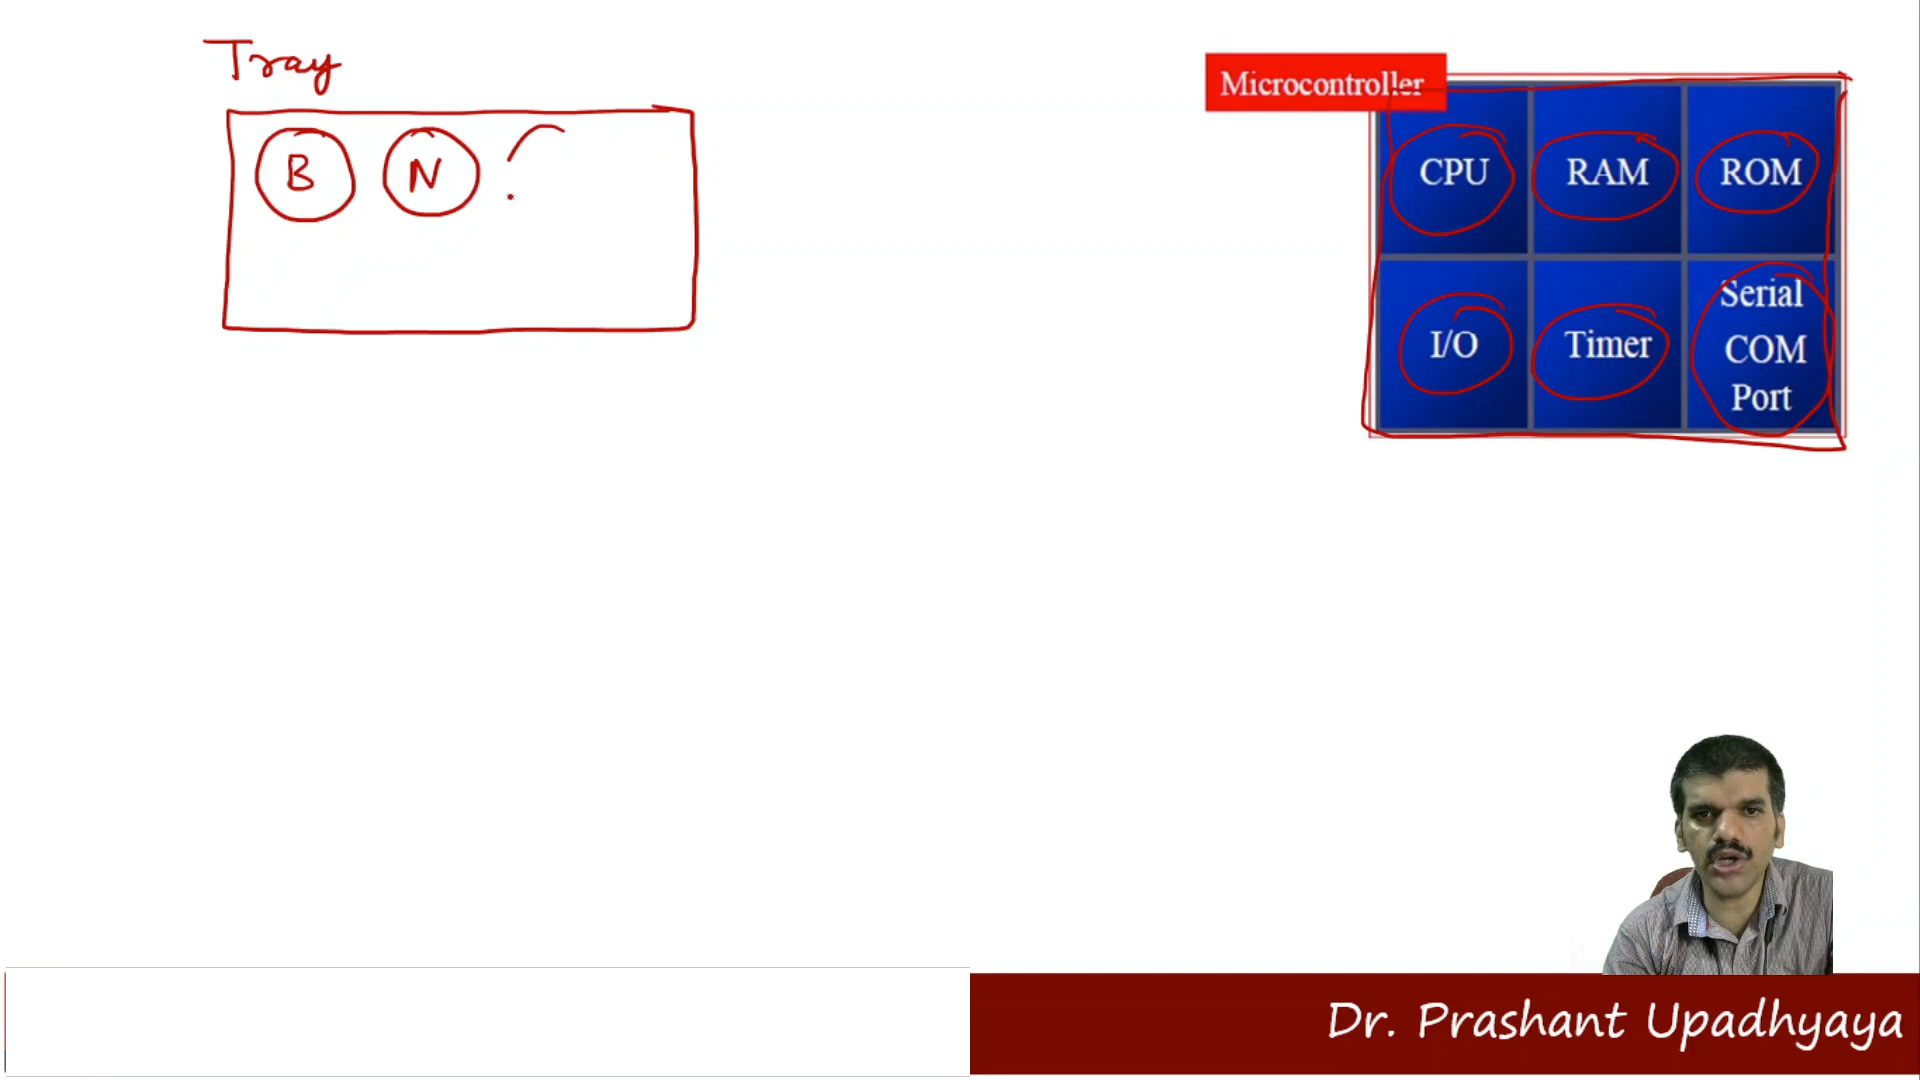 Tray
B N
Microcontroller
CPU RAM ROM
I/O Timer Serial COM Port
Dr. Prashant Upadhyaya